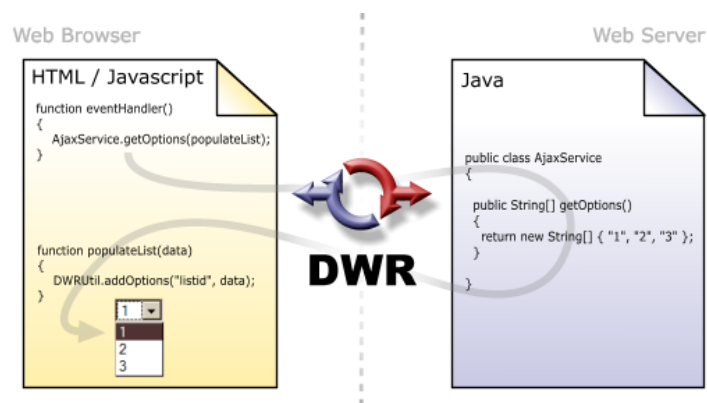 Web Browser
Web Server
HTML / Javascript
function eventHandler()
{
AjaxService.getOptions(populateList);
}
function populateList(data)
{
DWRUtil.addOptions("listid", data);
}
1
1
2
3
DWR
Java
public class AjaxService
{
public String[] getOptions()
{
return new String[] { "1", "2", "3" };
}
}